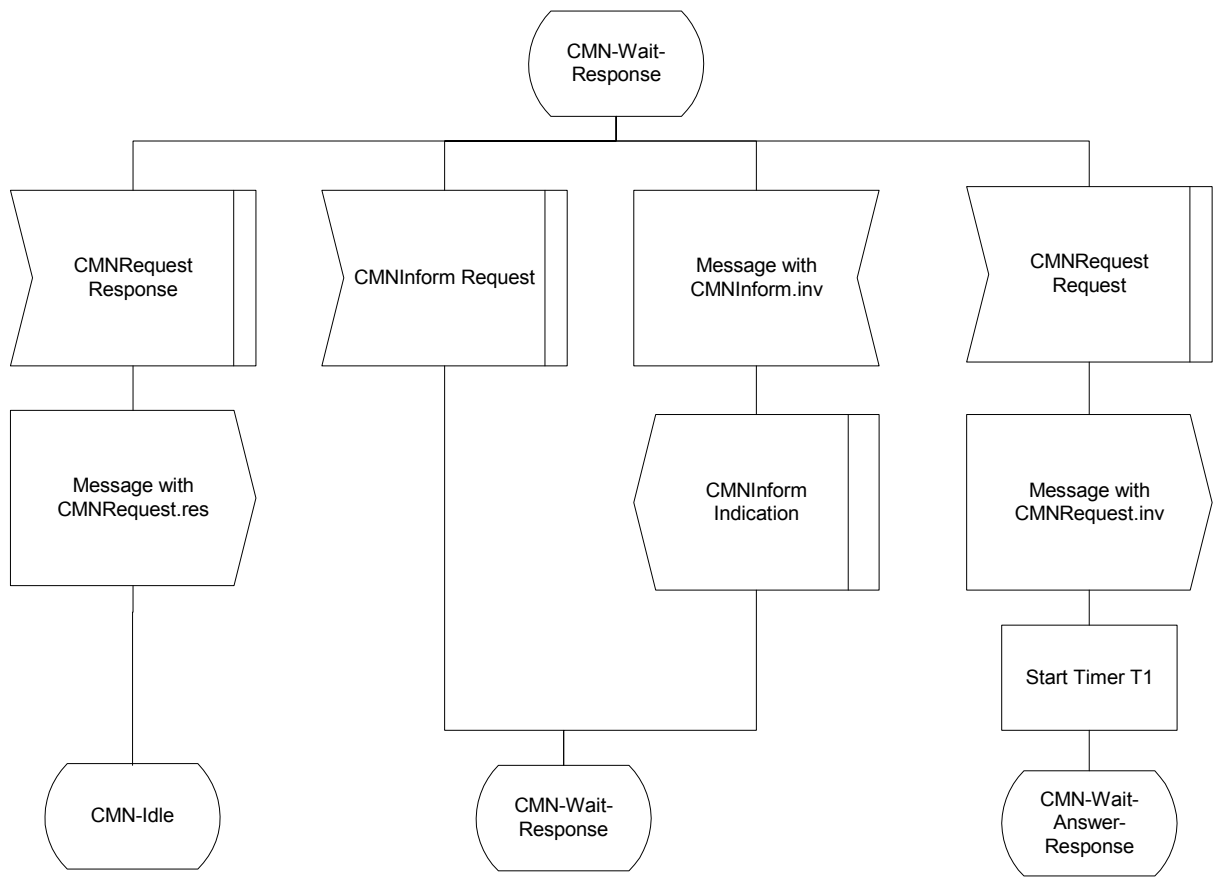 CMN-Wait-
Response
CMNRequest
Response
CMNInform Request
Message with
CMNInform.inv
CMNRequest
Request
Message with
CMNRequest.res
CMNInform
Indication
Message with
CMNRequest.inv
Start Timer T1
CMN-Idle
CMN-Wait-
Response
CMN-Wait-
Answer-
Response